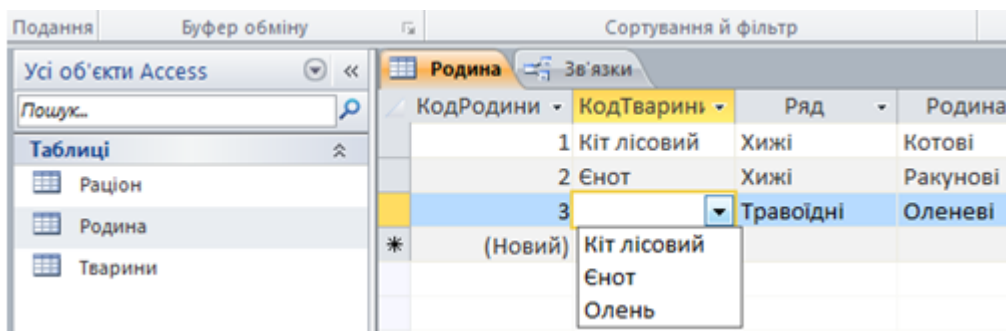 Подання Буфер обміну Сортування й фільтр
Усі об'єкти Access «
Пошук...
Таблиці
Раціон
Родина
Тварини
Родина Зв'язки
КодРодини КодТварини Ряд Родина
1 Кіт лісовий Хижі Котові
2 Єнот Хижі Ракунові
3 Травоїдні Оленеві
(Новий)
Кіт лісовий
Єнот
Олень